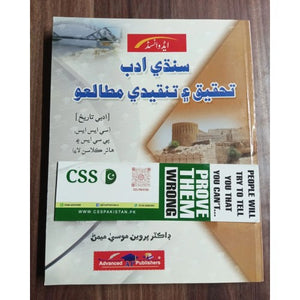 ايڊوانسڊ
سنڌي ادب
تحقيق ۽ تنقيدي مطالعو
[ادبي تاريخ]
(سي ايس ايس
پي سي ايس ۽
هائر ڪلاسن لاءِ)
CSS
WWW.CSSPAKISTAN.PK
PROVE
THEM
WRONG
PEOPLE WILL
TRY TO TELL
YOU THAT
YOU CAN'T...
ڊاڪٽر پروين موسيٰ ميمڻ
Advanced Publishers